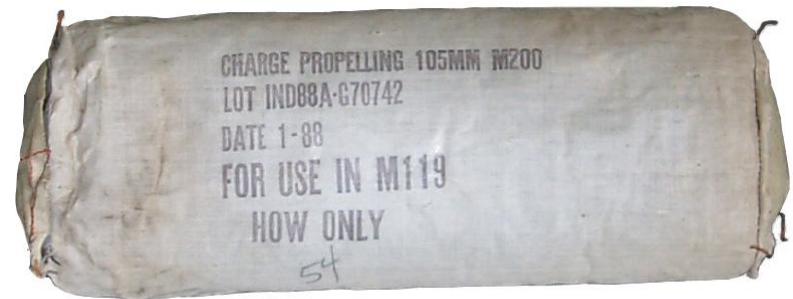 CHARGE PROPELLING 105MM M200
LOT IND88A-G70742
DATE 1-88
FOR USE IN M119
HOW ONLY
54